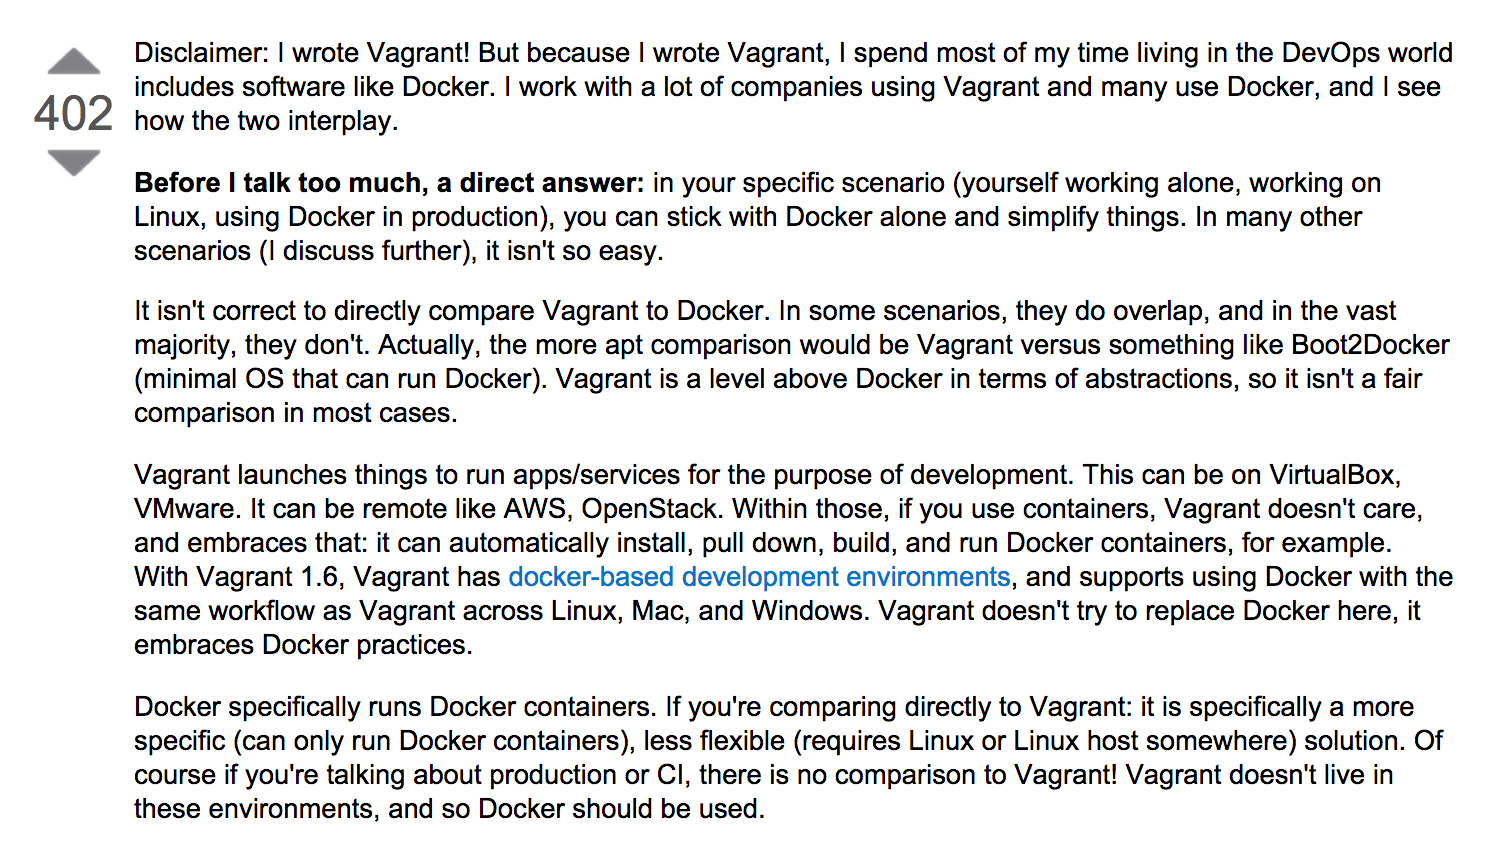 Disclaimer: I wrote Vagrant! But because I wrote Vagrant, I spend most of my time living in the DevOps world
includes software like Docker. I work with a lot of companies using Vagrant and many use Docker, and I see
402
how the two interplay.
Before I talk too much, a direct answer: in your specific scenario (yourself working alone, working on
Linux, using Docker in production), you can stick with Docker alone and simplify things. In many other
scenarios (I discuss further), it isn't so easy.
It isn't correct to directly compare Vagrant to Docker. In some scenarios, they do overlap, and in the vast
majority, they don't. Actually, the more apt comparison would be Vagrant versus something like Boot2Docker
(minimal OS that can run Docker). Vagrant is a level above Docker in terms of abstractions, so it isn't a fair
comparison in most cases.
Vagrant launches things to run apps/services for the purpose of development. This can be on VirtualBox,
VMware. It can be remote like AWS, OpenStack. Within those, if you use containers, Vagrant doesn't care,
and embraces that: it can automatically install, pull down, build, and run Docker containers, for example.
With Vagrant 1.6, Vagrant has docker-based development environments, and supports using Docker with the
same workflow as Vagrant across Linux, Mac, and Windows. Vagrant doesn't try to replace Docker here, it
embraces Docker practices.
Docker specifically runs Docker containers. If you're comparing directly to Vagrant: it is specifically a more
specific (can only run Docker containers), less flexible (requires Linux or Linux host somewhere) solution. Of
course if you're talking about production or CI, there is no comparison to Vagrant! Vagrant doesn't live in
these environments, and so Docker should be used.